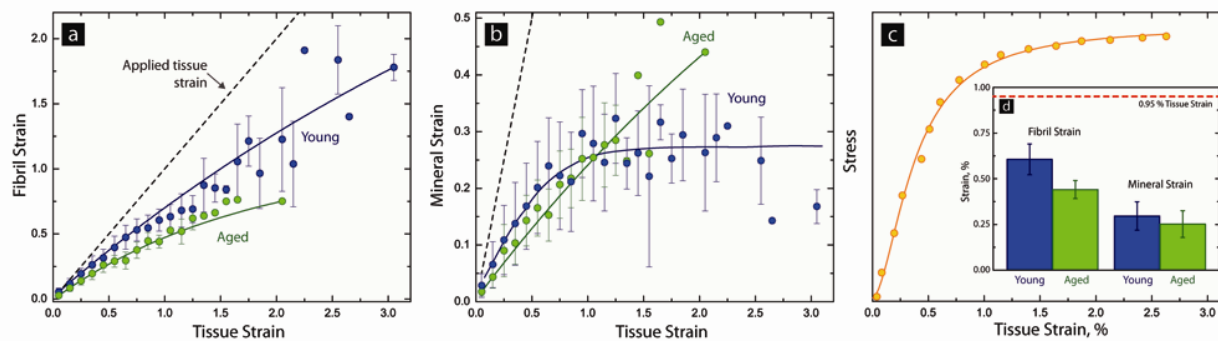 a
Fibril Strain
2.0
1.5
1.0
0.5
0.0
Applied tissue
strain
Young
Aged
0.0 0.5 1.0 1.5 2.0 2.5 3.0
Tissue Strain
b
Mineral Strain
0.5
0.4
0.3
0.2
0.1
0.0
Aged
Young
0.0 0.5 1.0 1.5 2.0 2.5 3.0
Tissue Strain
c
Stress
0.0 0.5 1.0 1.5 2.0 2.5 3.0
Tissue Strain, %
d
Strain, %
1.00
0.75
0.50
0.25
0.00
0.95 % Tissue Strain
Fibril Strain
Mineral Strain
Young Aged Young Aged